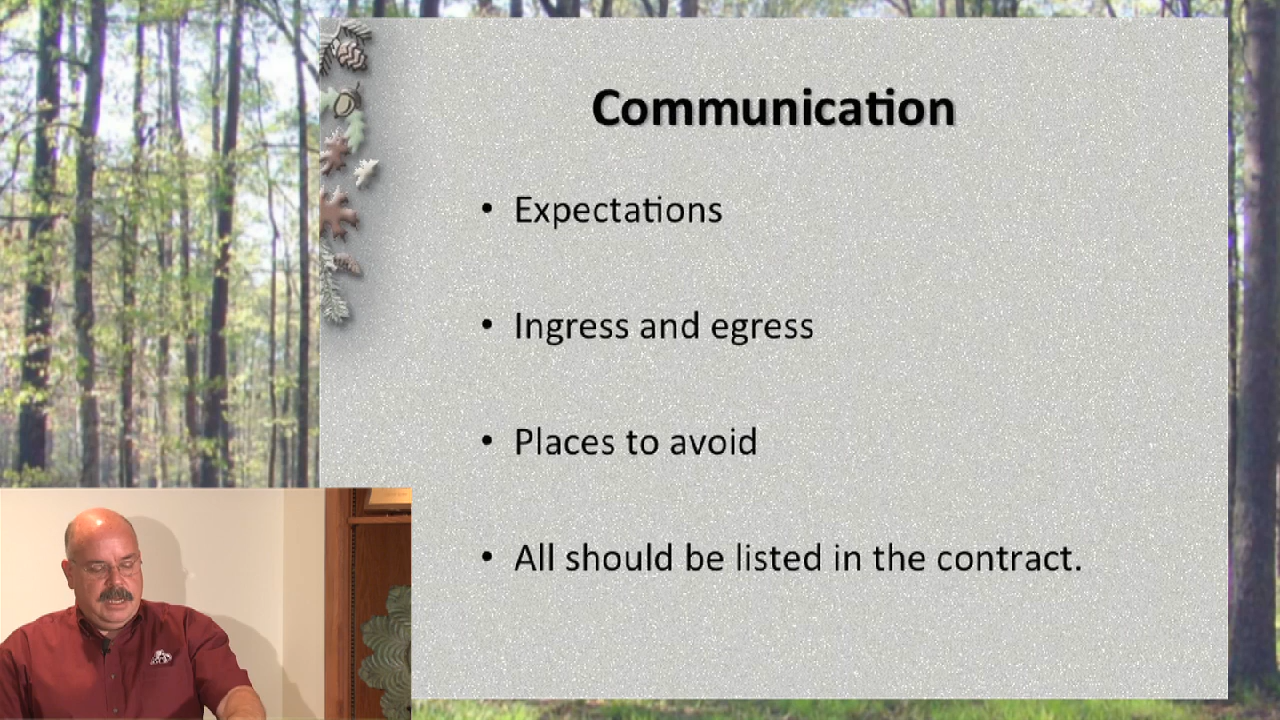 Communication
• Expectations
• Ingress and egress
• Places to avoid
• All should be listed in the contract.